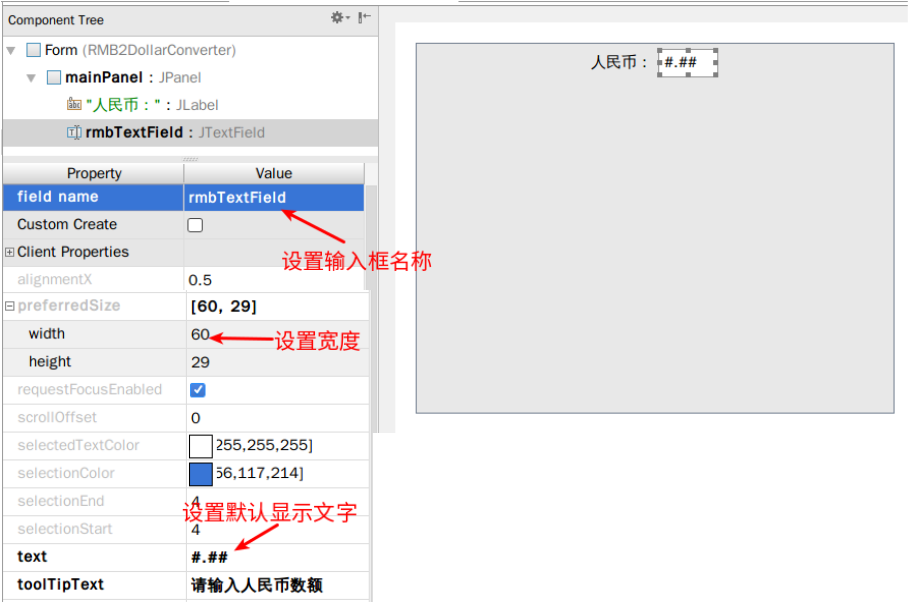 Component Tree
Form (RMB2DollarConverter)
mainPanel : JPanel
"人民币：" : JLabel
rmbTextField : JTextField
人民币： #.##
Property Value
field name rmbTextField
Custom Create
设置输入框名称
Client Properties
alignmentX 0.5
preferredSize [60, 29]
width 60
设置宽度
height 29
requestFocusEnabled
scrollOffset 0
selectedTextColor 255,255,255]
selectionColor 56,117,214]
selectionEnd 4
设置默认显示文字
selectionStart 4
text #.##
toolTipText 请输入人民币数额